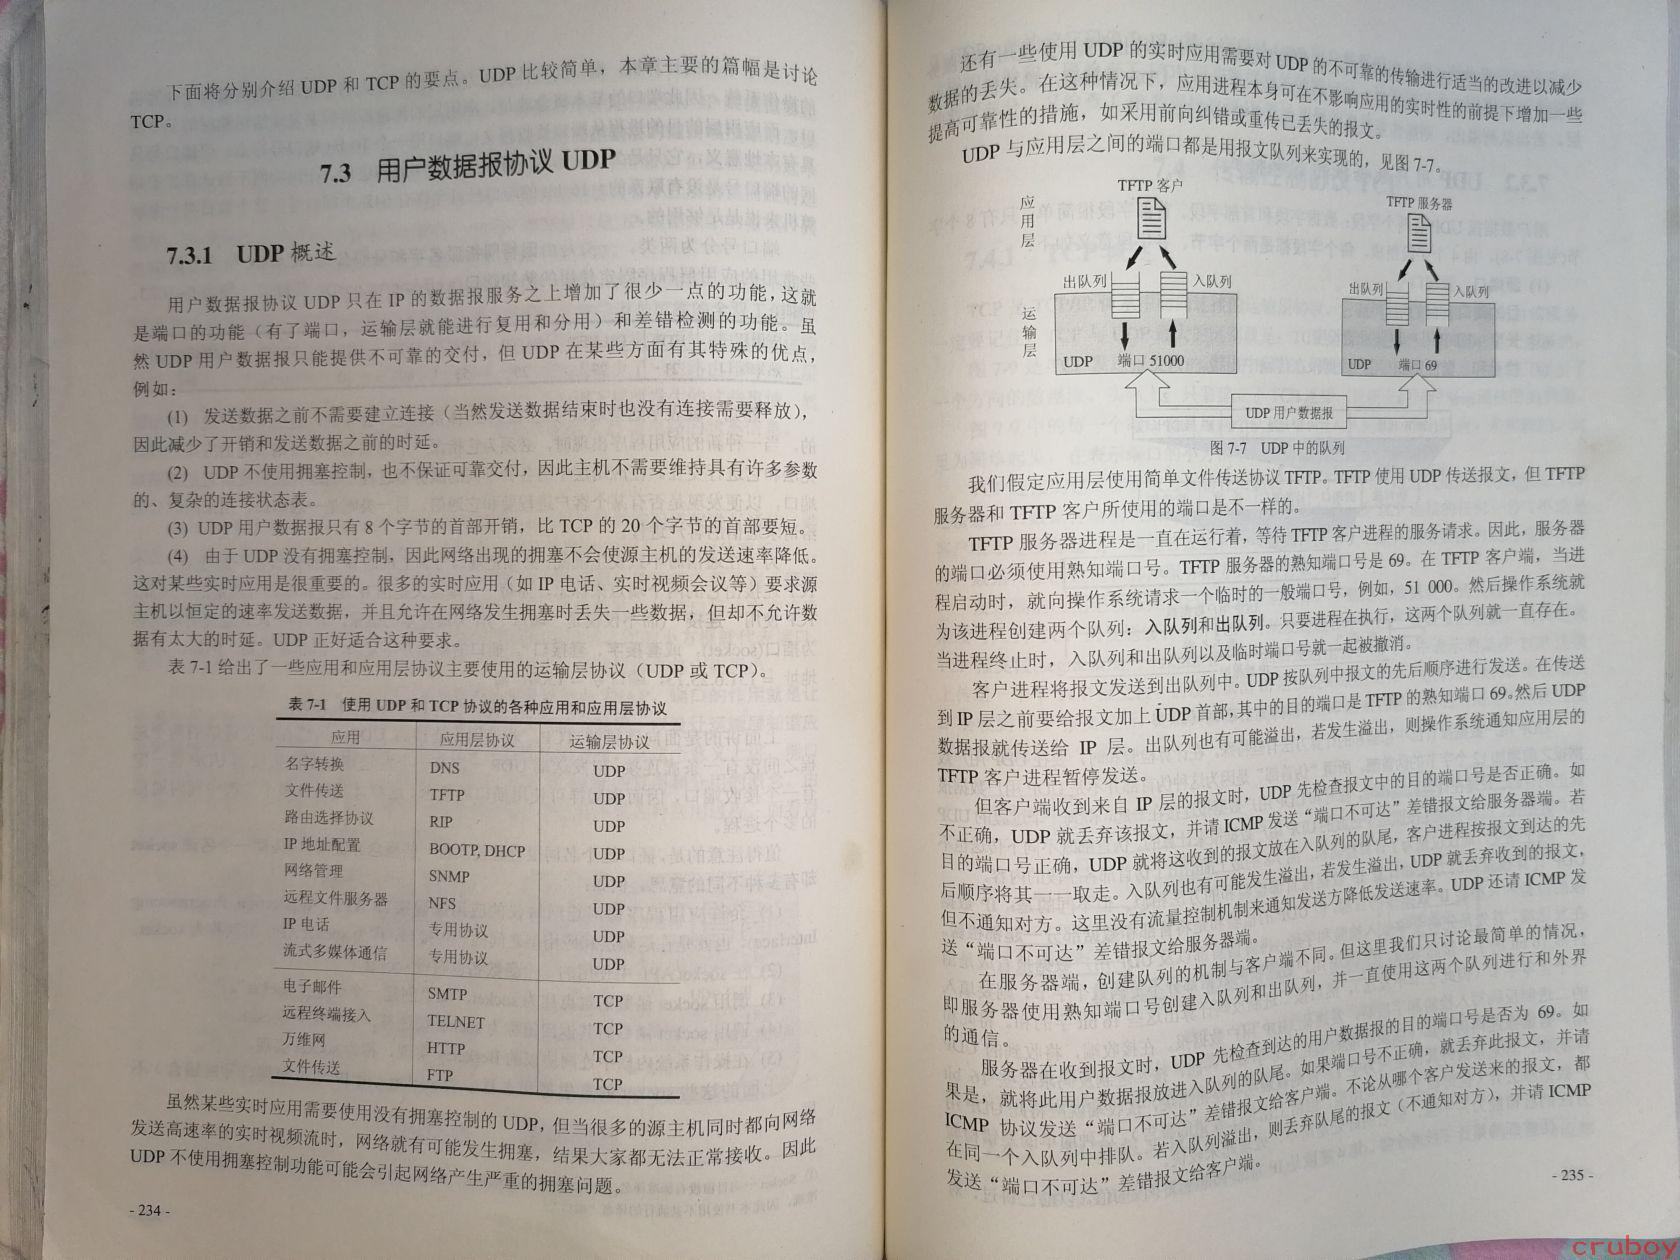 下面将分别介绍 UDP 和 TCP 的要点。UDP 比较简单，本章主要的篇幅是讨论
TCP。
7.3 用户数据报协议 UDP
7.3.1 UDP 概述
用户数据报协议 UDP 只在 IP 的数据报服务之上增加了很少一点的功能，这就
是端口的功能（有了端口，运输层就能进行复用和分用）和差错检测的功能。虽
然 UDP 用户数据报只能提供不可靠的交付，但 UDP 在某些方面有其特殊的优点，
例如：
(1) 发送数据之前不需要建立连接（当然发送数据结束时也没有连接需要释放），
因此减少了开销和发送数据之前的时延。
(2) UDP 不使用拥塞控制，也不保证可靠交付，因此主机不需要维持具有许多参数
的、复杂的连接状态表。
(3) UDP 用户数据报只有 8 个字节的首部开销，比 TCP 的 20 个字节的首部要短。
(4) 由于 UDP 没有拥塞控制，因此网络出现的拥塞不会使源主机的发送速率降低。
这对某些实时应用是很重要的。很多的实时应用（如 IP 电话、实时视频会议等）要求源
主机以恒定的速率发送数据，并且允许在网络发生拥塞时丢失一些数据，但却不允许数
据有太大的时延。UDP 正好适合这种要求。
表 7-1 给出了一些应用和应用层协议主要使用的运输层协议（UDP 或 TCP）。
表 7-1 使用 UDP 和 TCP 协议的各种应用和应用层协议
应用 应用层协议 运输层协议
名字转换 DNS UDP
文件传送 TFTP UDP
路由选择协议 RIP UDP
IP 地址配置 BOOTP, DHCP UDP
网络管理 SNMP UDP
远程文件服务器 NFS UDP
IP 电话 专用协议 UDP
流式多媒体通信 专用协议 UDP
电子邮件 SMTP TCP
远程终端接入 TELNET TCP
万维网 HTTP TCP
文件传送 FTP TCP
虽然某些实时应用需要使用没有拥塞控制的 UDP，但当很多的源主机同时都向网络
发送高速率的实时视频流时，网络就有可能发生拥塞，结果大家都无法正常接收。因此
UDP 不使用拥塞控制功能可能会引起网络产生严重的拥塞问题。
- 234 -
还有一些使用 UDP 的实时应用需要对 UDP 的不可靠的传输进行适当的改进以减少
数据的丢失。在这种情况下，应用进程本身可在不影响应用的实时性的前提下增加一些
提高可靠性的措施，如采用前向纠错或重传已丢失的报文。
UDP 与应用层之间的端口都是用报文队列来实现的，见图 7-7。
应用层
TFTP 客户
TFTP 服务器
出队列 入队列
出队列 入队列
运输层
UDP 端口 51000
UDP 端口 69
UDP 用户数据报
图 7-7 UDP 中的队列
我们假定应用层使用简单文件传送协议 TFTP。TFTP 使用 UDP 传送报文，但 TFTP
服务器和 TFTP 客户所使用的端口是不一样的。
TFTP 服务器进程是一直在运行着，等待 TFTP 客户进程的服务请求。因此，服务器
的端口必须使用熟知端口号。TFTP 服务器的熟知端口号是 69。在 TFTP 客户端，当进
程启动时，就向操作系统请求一个临时的一般端口号，例如，51 000。然后操作系统就
为该进程创建两个队列：入队列和出队列。只要进程在执行，这两个队列就一直存在。
当进程终止时，入队列和出队列以及临时端口号就一起被撤消。
客户进程将报文发送到出队列中。UDP 按队列中报文的先后顺序进行发送。在传送
到 IP 层之前要给报文加上 UDP 首部，其中的目的端口是 TFTP 的熟知端口 69。然后 UDP
数据报就传送给 IP 层。出队列也有可能溢出，若发生溢出，则操作系统通知应用层的
TFTP 客户进程暂停发送。
但客户端收到来自 IP 层的报文时，UDP 先检查报文中的目的端口号是否正确。如
不正确，UDP 就丢弃该报文，并请 ICMP 发送“端口不可达”差错报文给服务器端。若
目的端口号正确，UDP 就将这收到的报文放在入队列的队尾，客户进程按报文到达的先
后顺序将其一一取走。入队列也有可能发生溢出，若发生溢出，UDP 就丢弃收到的报文，
但不通知对方。这里没有流量控制机制来通知发送方降低发送速率。UDP 还请 ICMP 发
送“端口不可达”差错报文给服务器端。
在服务器端，创建队列的机制与客户端不同。但这里我们只讨论最简单的情况，
即服务器使用熟知端口号创建入队列和出队列，并一直使用这两个队列进行和外界
的通信。
服务器在收到报文时，UDP 先检查到达的用户数据报的目的端口号是否为 69。如
果是，就将此用户数据报放进入队列的队尾。如果端口号不正确，就丢弃此报文，并请
ICMP 协议发送“端口不可达”差错报文给客户端。不论从哪个客户发送来的报文，都
在同一个入队列中排队。若入队列溢出，则丢弃队尾的报文（不通知对方），并请 ICMP
发送“端口不可达”差错报文给客户端。
- 235 -
cruboy